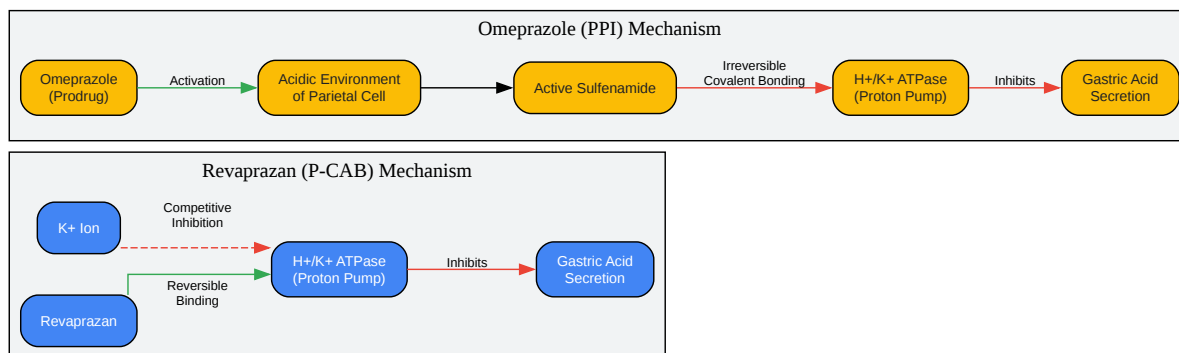 Omeprazole (PPI) Mechanism
Omeprazole
(Prodrug)
Activation
Acidic Environment
of Parietal Cell
Active Sulfenamide
Irreversible
Covalent Bonding
H+/K+ ATPase
(Proton Pump)
Inhibits
Gastric Acid
Secretion
Revaprazan (P-CAB) Mechanism
K+ Ion
Competitive
Inhibition
Revaprazan
Reversible
Binding
H+/K+ ATPase
(Proton Pump)
Inhibits
Gastric Acid
Secretion